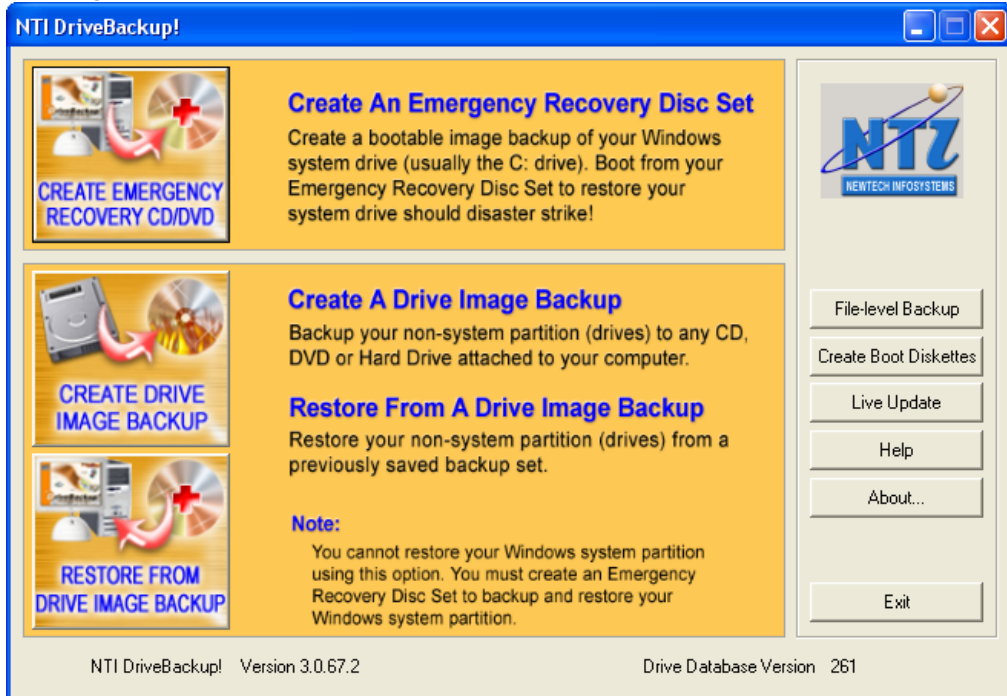 NTI DriveBackup!
CREATE EMERGENCY
RECOVERY CD/DVD
Create An Emergency Recovery Disc Set
Create a bootable image backup of your Windows
system drive (usually the C: drive). Boot from your
Emergency Recovery Disc Set to restore your
system drive should disaster strike!
CREATE DRIVE
IMAGE BACKUP
Create A Drive Image Backup
Backup your non-system partition (drives) to any CD,
DVD or Hard Drive attached to your computer.
RESTORE FROM
DRIVE IMAGE BACKUP
Restore From A Drive Image Backup
Restore your non-system partition (drives) from a
previously saved backup set.
Note:
You cannot restore your Windows system partition
using this option. You must create an Emergency
Recovery Disc Set to backup and restore your
Windows system partition.
NTI
NEWTECH INFOSYSTEMS
File-level Backup
Create Boot Diskettes
Live Update
Help
About...
Exit
NTI DriveBackup! Version 3.0.67.2
Drive Database Version 261